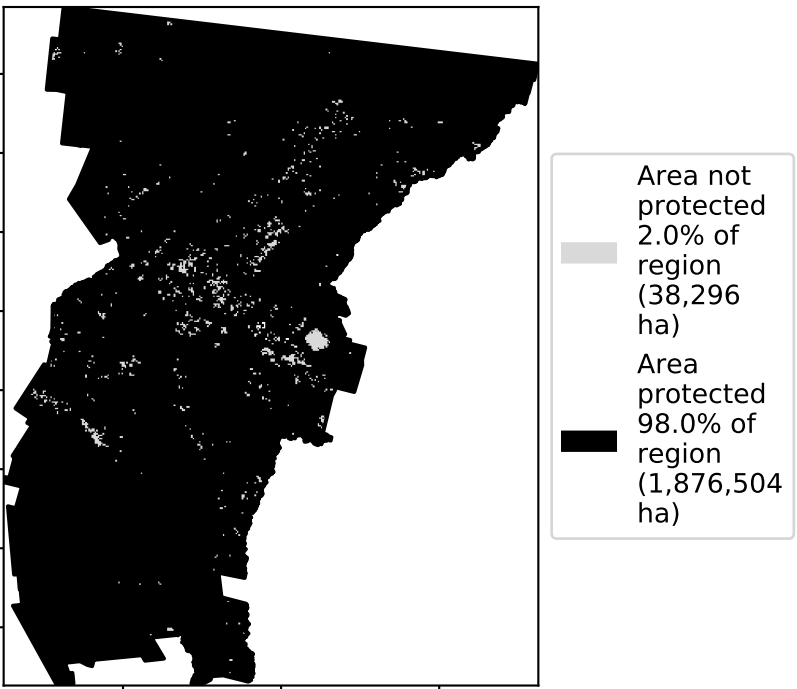 Area not
protected
2.0% of
region
(38,296
ha)
Area
protected
98.0% of
region
(1,876,504
ha)